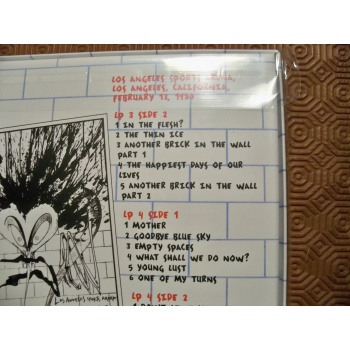 LOS ANGELES SPORTS ARENA,
LOS ANGELES, CALIFORNIA,
FEBRUARY 12, 1980
LP 3 SIDE 2
1 IN THE FLESH?
2 THE THIN ICE
3 ANOTHER BRICK IN THE WALL
PART 1
4 THE HAPPIEST DAYS OF OUR
LIVES
5 ANOTHER BRICK IN THE WALL
PART 2
LP 4 SIDE 1
1 MOTHER
2 GOODBYE BLUE SKY
3 EMPTY SPACES
4 WHAT SHALL WE DO NOW?
5 YOUNG LUST
6 ONE OF MY TURNS
LP 4 SIDE 2
LOS ANGELES